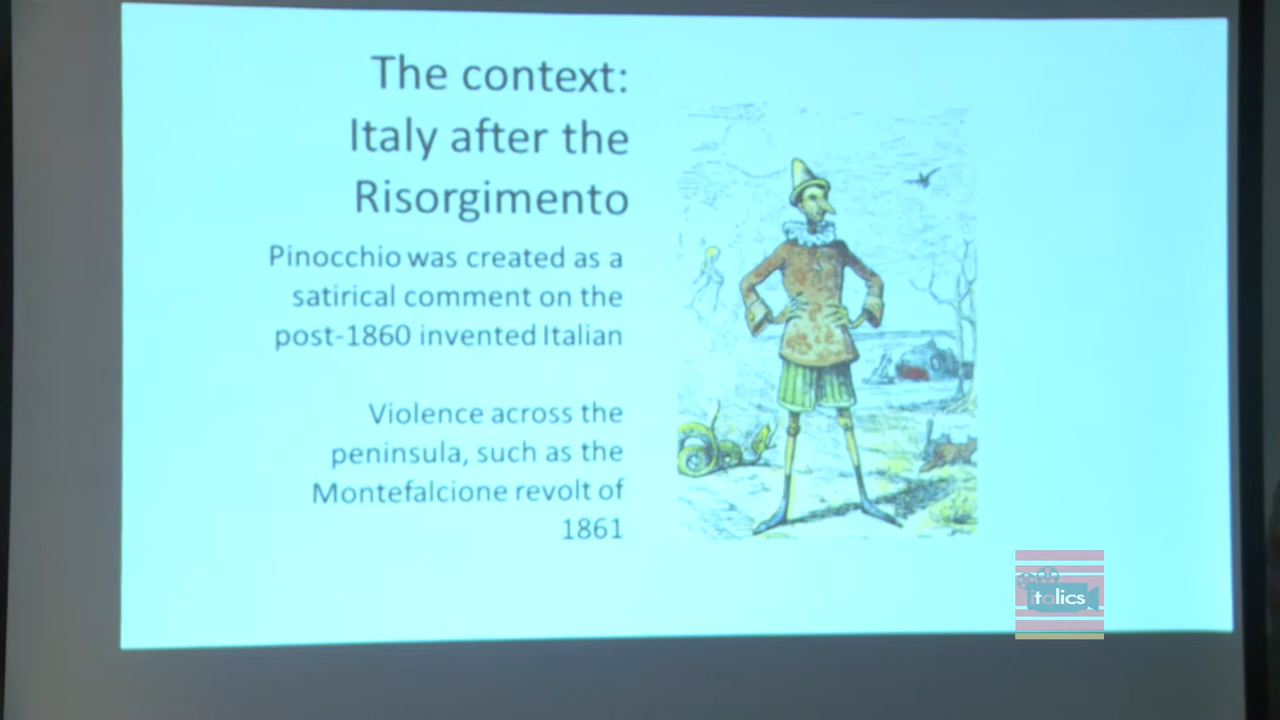 The context:
Italy after the
Risorgimento
Pinocchio was created as a
satirical comment on the
post-1860 invented Italian
Violence across the
peninsula, such as the
Montefalcione revolt of
1861
italics